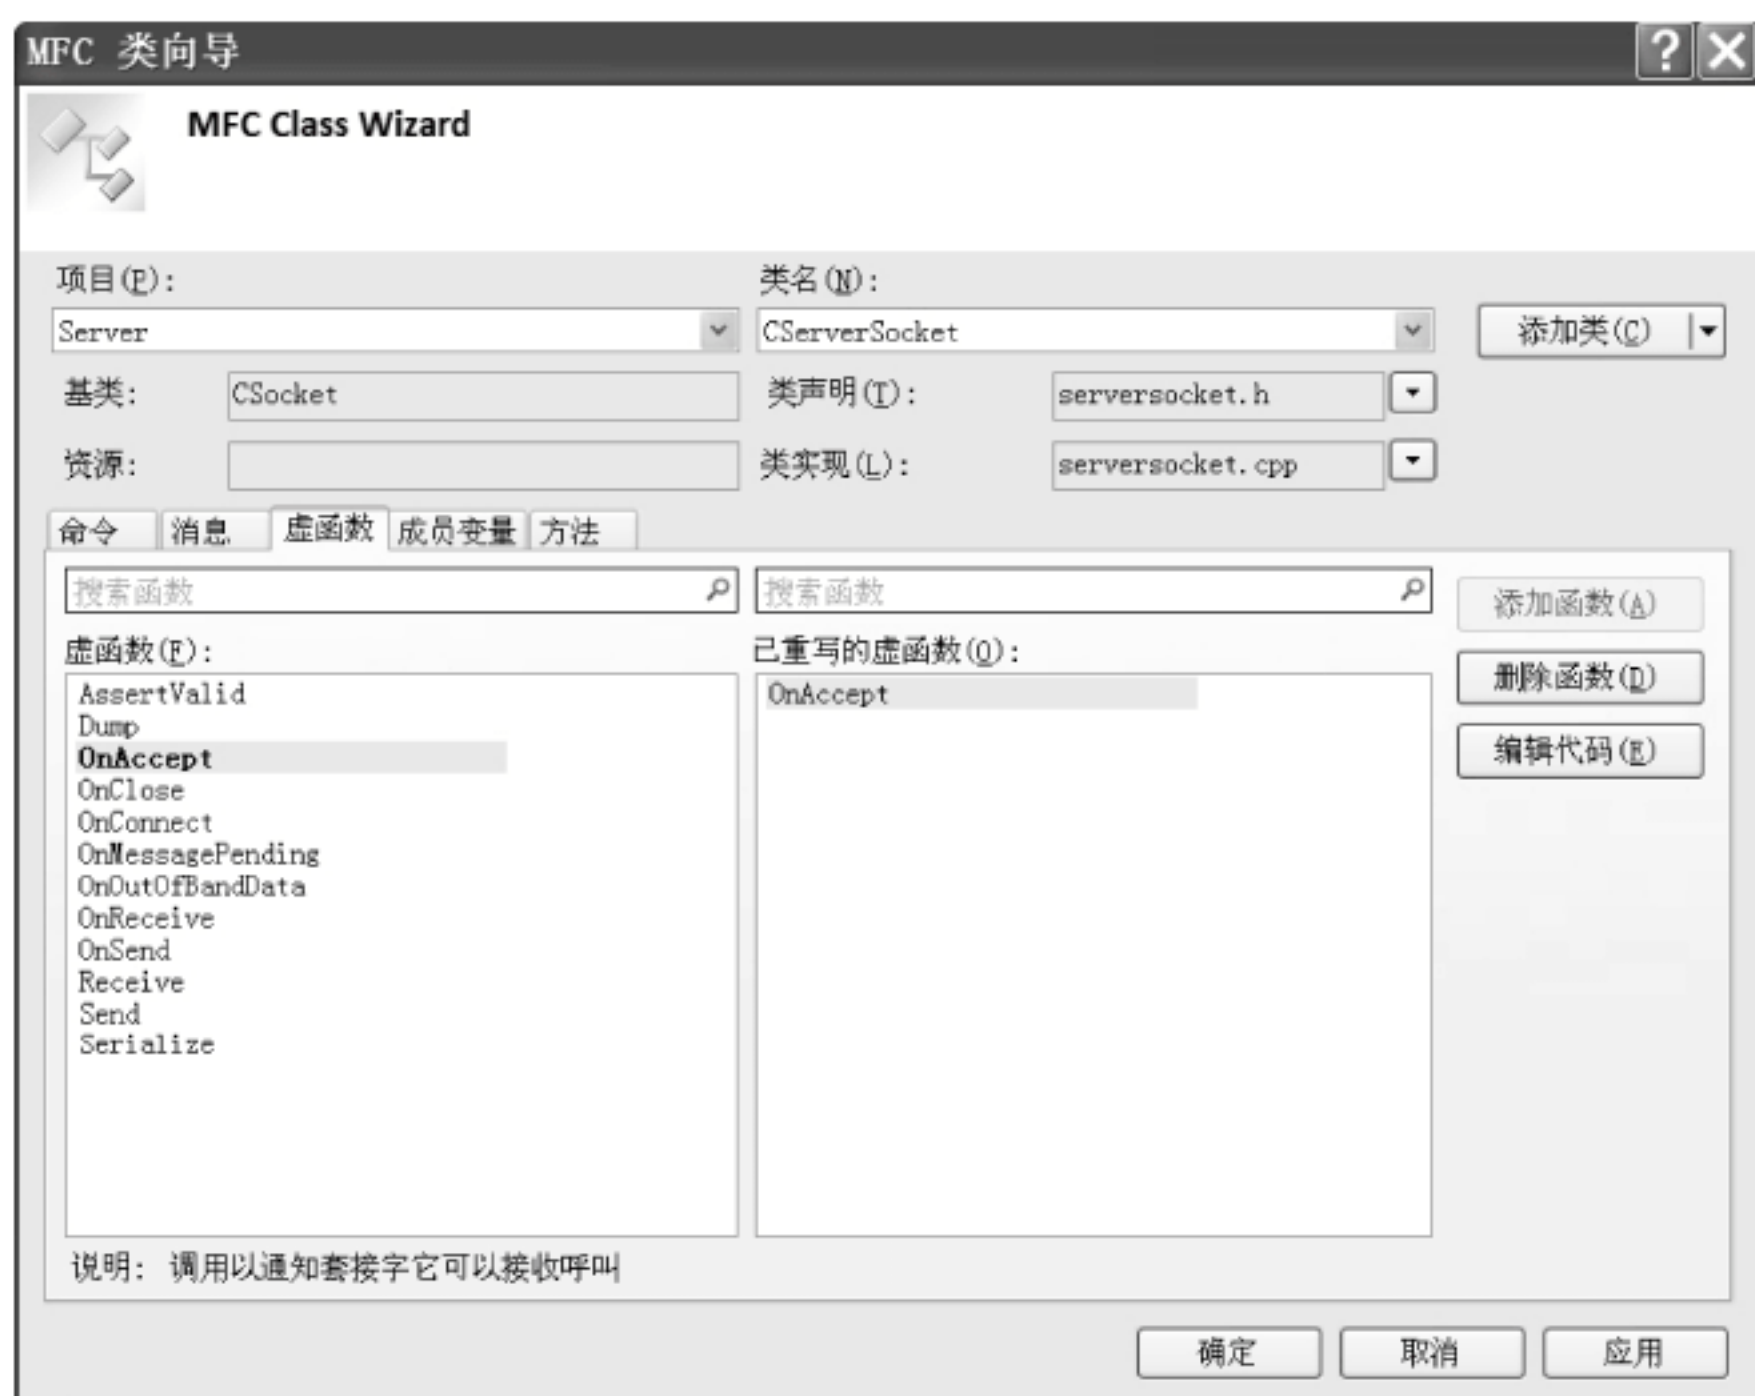 MFC 类向导
MFC Class Wizard
项目(P): 类名(N):
Server CServerSocket 添加类(C)
基类: CSocket 类声明(T): serversocket.h
资源: 类实现(L): serversocket.cpp
命令 消息 虚函数 成员变量 方法
搜索函数 搜索函数 添加函数(A)
虚函数(F): 已重写的虚函数(O): 删除函数(D)
AssertValid OnAccept
Dump
OnAccept 编辑代码(E)
OnClose
OnConnect
OnMessagePending
OnOutOfBandData
OnReceive
OnSend
Receive
Send
Serialize
说明: 调用以通知套接字它可以接收呼叫
确定 取消 应用